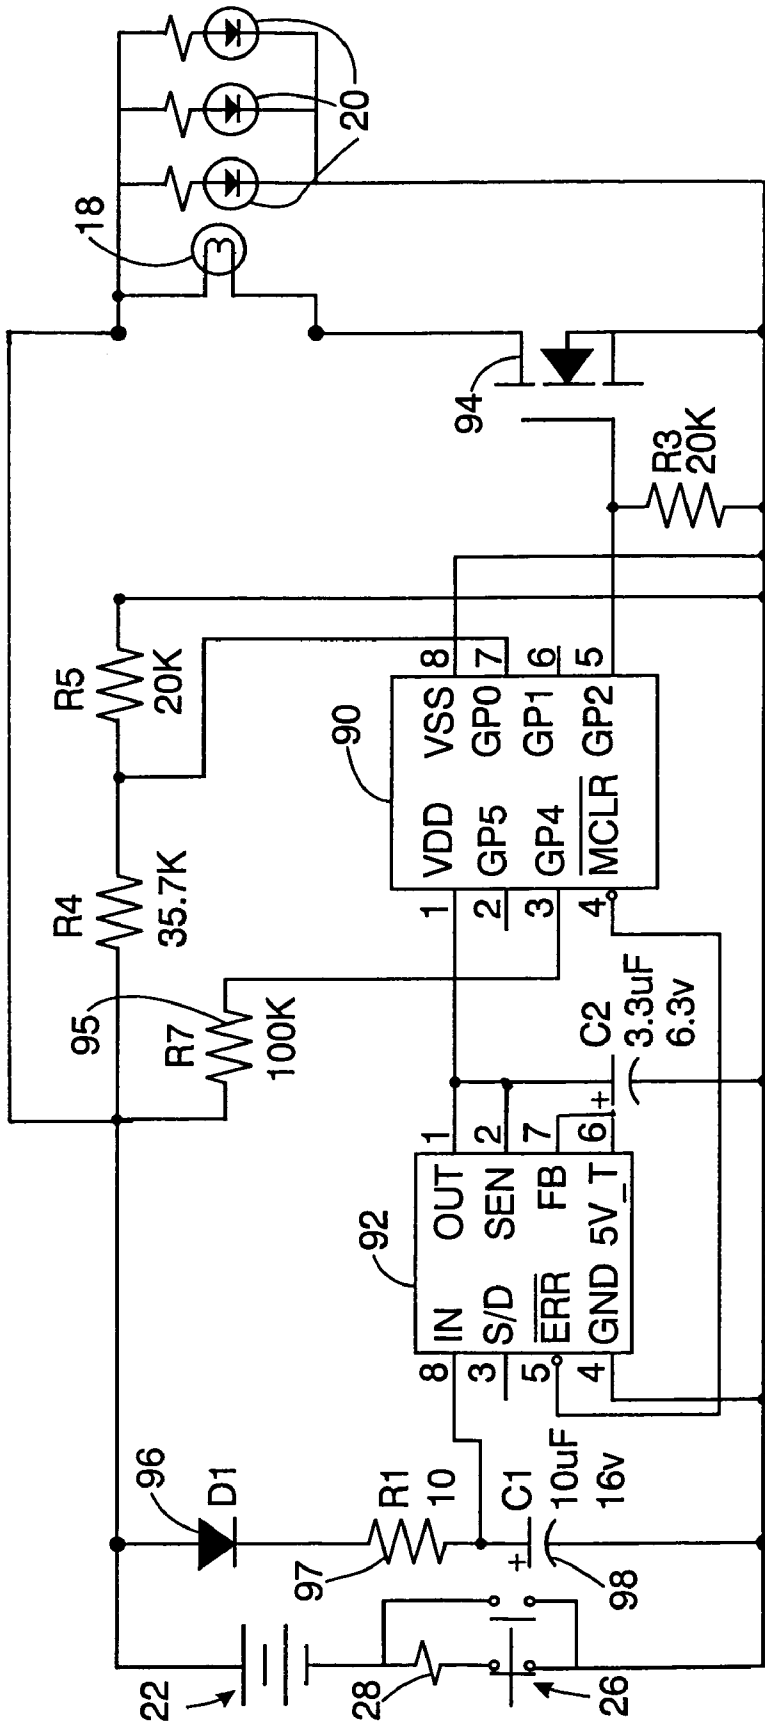 22
28
26
96
D1
97
R1
10
C1
+
10uF
16v
98
92
8
IN
OUT
1
3
S/D
SEN
2
5
ERR
FB
7
4
GND
5V_T
6
95
R7
100K
R4
35.7K
R5
20K
+
C2
3.3uF
6.3v
90
1
VDD
VSS
8
2
GP5
GP0
7
3
GP4
GP1
6
4
MCLR
GP2
5
94
R3
20K
18
20